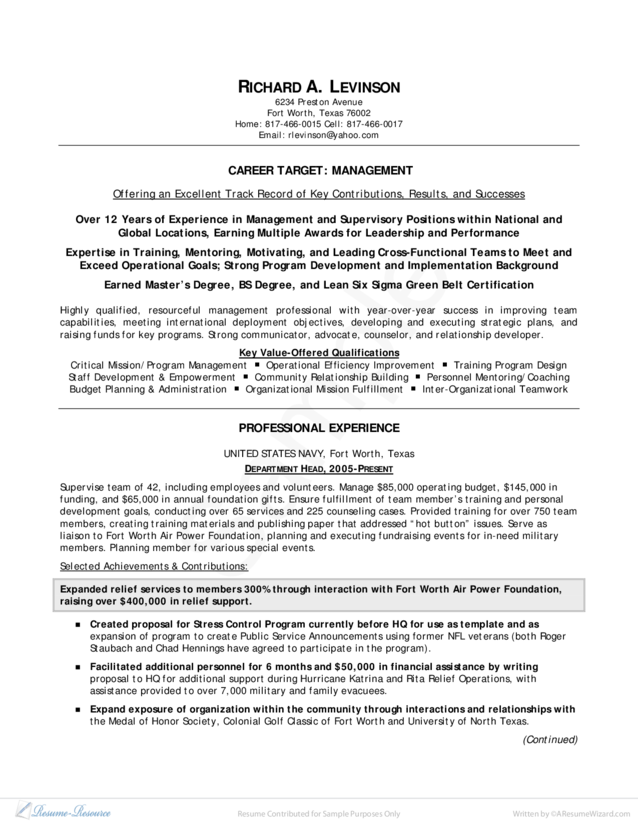 RICHARD A. LEVINSON
6234 Preston Avenue
Fort Worth, Texas 76002
Home: 817-466-0015 Cell: 817-466-0017
Email: rlevinson@yahoo.com
CAREER TARGET: MANAGEMENT
Offering an Excellent Track Record of Key Contributions, Results, and Successes
Over 12 Years of Experience in Management and Supervisory Positions within National and
Global Locations, Earning Multiple Awards for Leadership and Performance
Expertise in Training, Mentoring, Motivating, and Leading Cross-Functional Teams to Meet and
Exceed Operational Goals; Strong Program Development and Implementation Background
Earned Master's Degree, BS Degree, and Lean Six Sigma Green Belt Certification
Highly qualified, resourceful management professional with year-over-year success in improving team
capabilities, meeting international deployment objectives, developing and executing strategic plans, and
raising funds for key programs. Strong communicator, advocate, counselor, and relationship developer.
Key Value-Offered Qualifications
Critical Mission/Program Management ▪ Operational Efficiency Improvement ▪ Training Program Design
Staff Development & Empowerment ▪ Community Relationship Building ▪ Personnel Mentoring/Coaching
Budget Planning & Administration ▪ Organizational Mission Fulfillment ▪ Inter-Organizational Teamwork
PROFESSIONAL EXPERIENCE
UNITED STATES NAVY, Fort Worth, Texas
DEPARTMENT HEAD, 2005-PRESENT
Supervise team of 42, including employees and volunteers. Manage $85,000 operating budget, $145,000 in
funding, and $65,000 in annual foundation gifts. Ensure fulfillment of team member's training and personal
development goals, conducting over 65 services and 225 counseling cases. Provided training for over 750 team
members, creating training materials and publishing paper that addressed "hot button" issues. Serve as
liaison to Fort Worth Air Power Foundation, planning and executing fundraising events for in-need military
members. Planning member for various special events.
Selected Achievements & Contributions:
Expanded relief services to members 300% through interaction with Fort Worth Air Power Foundation,
raising over $400,000 in relief support.
▪ Created proposal for Stress Control Program currently before HQ for use as template and as
expansion of program to create Public Service Announcements using former NFL veterans (both Roger
Staubach and Chad Hennings have agreed to participate in the program).
▪ Facilitated additional personnel for 6 months and $50,000 in financial assistance by writing
proposal to HQ for additional support during Hurricane Katrina and Rita Relief Operations, with
assistance provided to over 7,000 military and family evacuees.
▪ Expand exposure of organization within the community through interactions and relationships with
the Medal of Honor Society, Colonial Golf Classic of Fort Worth and University of North Texas.
(Continued)
Resume-Resource
Resume Contributed for Sample Purposes Only
Written by ©AResumeWizard.com